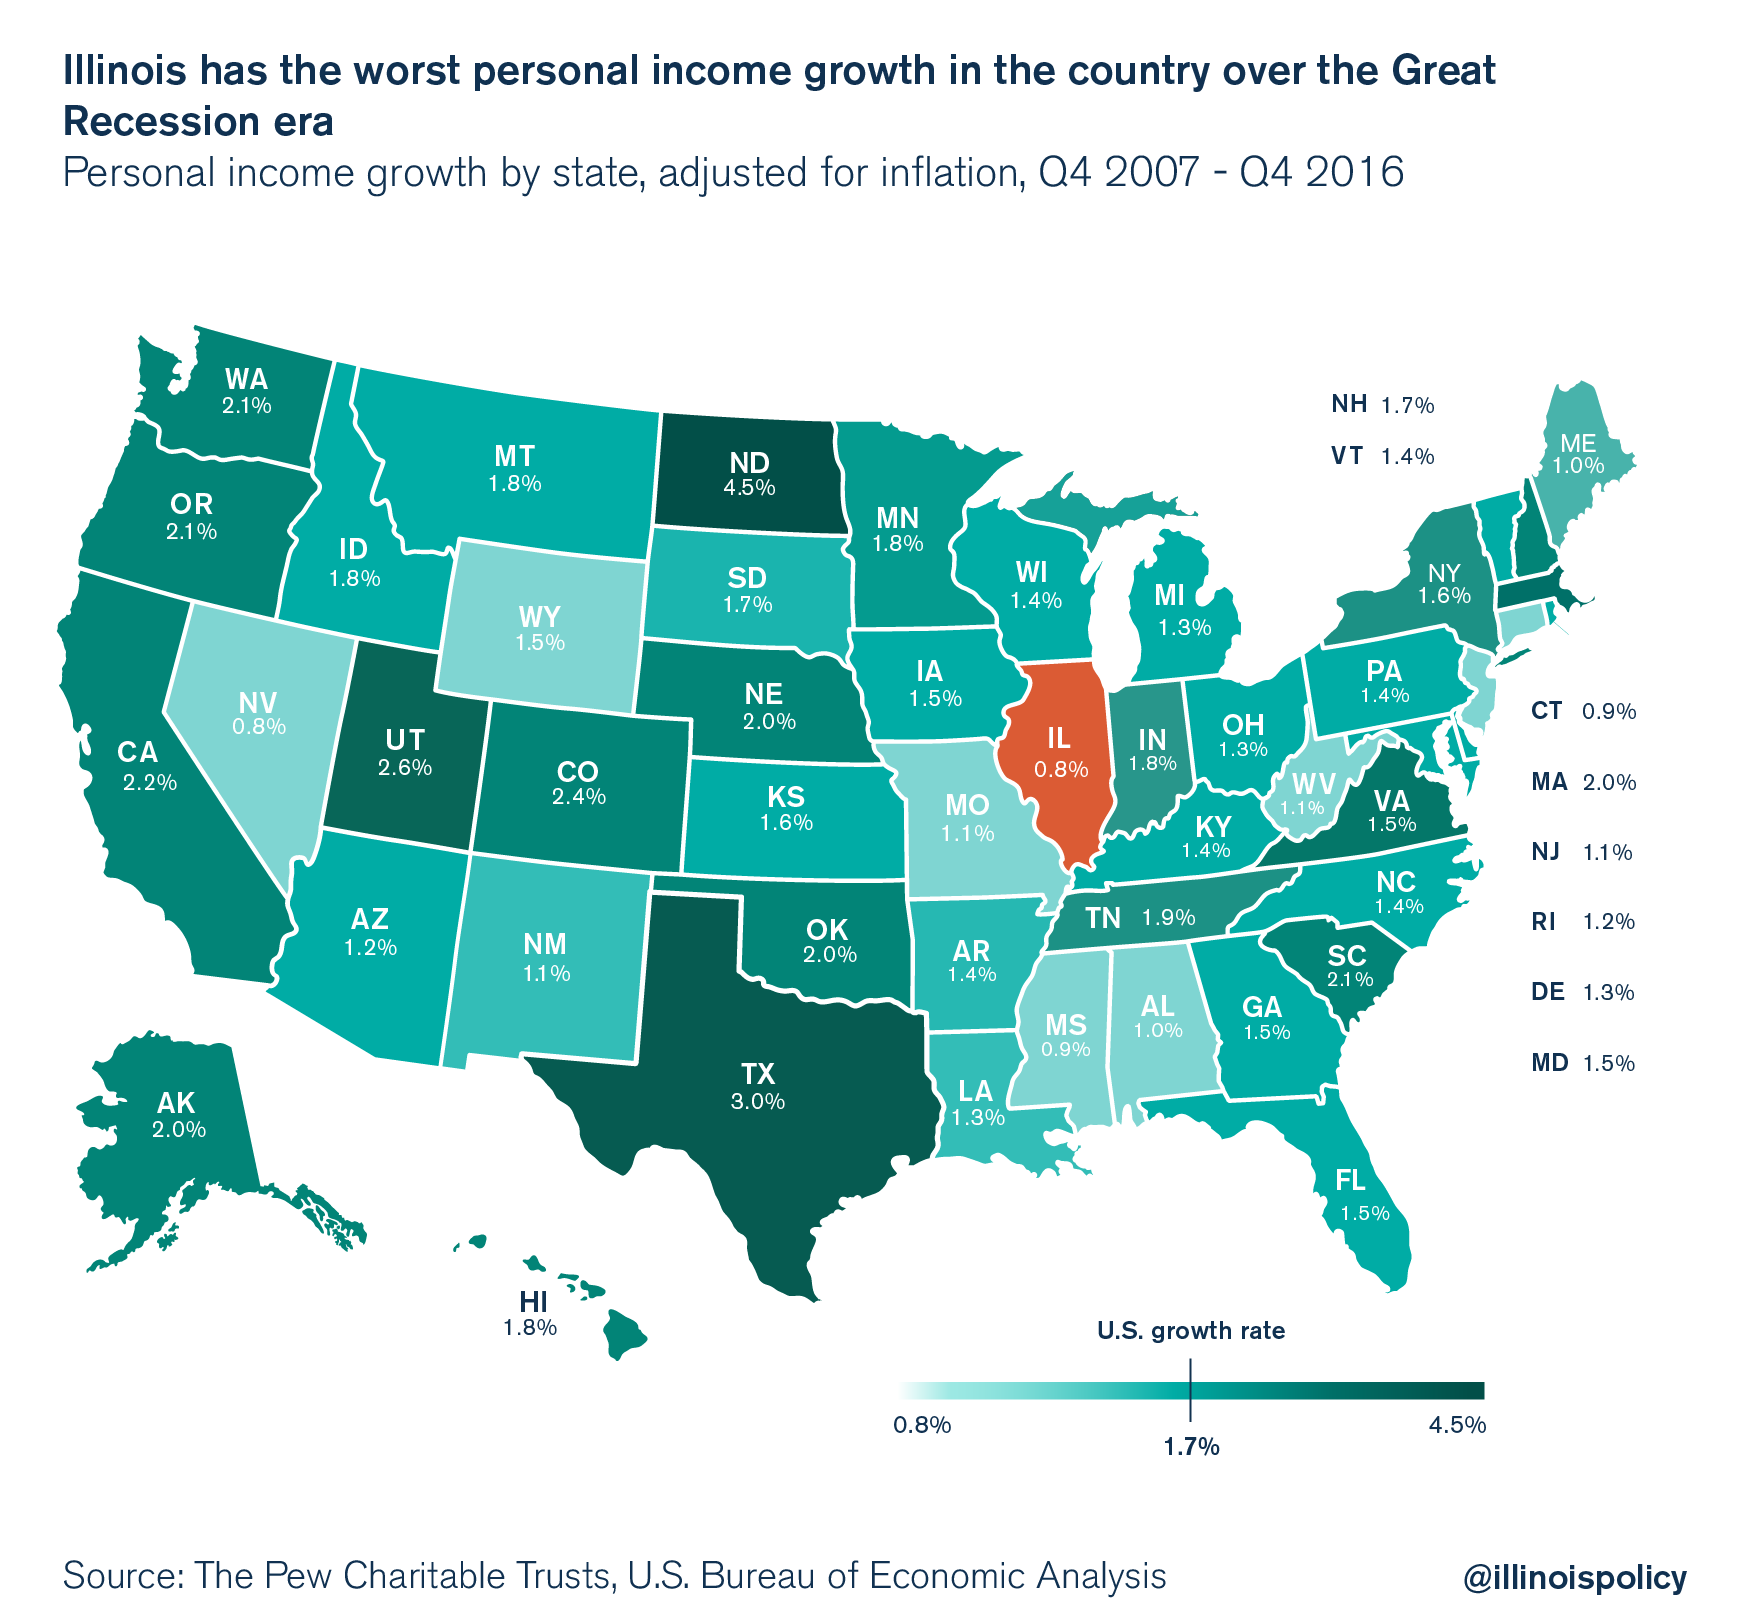 Illinois has the worst personal income growth in the country over the Great
Recession era
Personal income growth by state, adjusted for inflation, Q4 2007 - Q4 2016
WA
2.1%
OR
2.1%
CA
2.2%
NV
0.8%
ID
1.8%
MT
1.8%
WY
1.5%
UT
2.6%
CO
2.4%
AZ
1.2%
NM
1.1%
ND
4.5%
SD
1.7%
NE
2.0%
KS
1.6%
OK
2.0%
TX
3.0%
MN
1.8%
IA
1.5%
MO
1.1%
AR
1.4%
LA
1.3%
WI
1.4%
IL
0.8%
MI
1.3%
IN
1.8%
OH
1.3%
KY
1.4%
TN 1.9%
MS
0.9%
AL
1.0%
GA
1.5%
FL
1.5%
SC
2.1%
NC
1.4%
VA
1.5%
WV
1.1%
PA
1.4%
NY
1.6%
ME
1.0%
NH 1.7%
VT 1.4%
CT 0.9%
MA 2.0%
NJ 1.1%
RI 1.2%
DE 1.3%
MD 1.5%
AK
2.0%
HI
1.8%
U.S. growth rate
0.8%
4.5%
1.7%
Source: The Pew Charitable Trusts, U.S. Bureau of Economic Analysis
@illinoispolicy